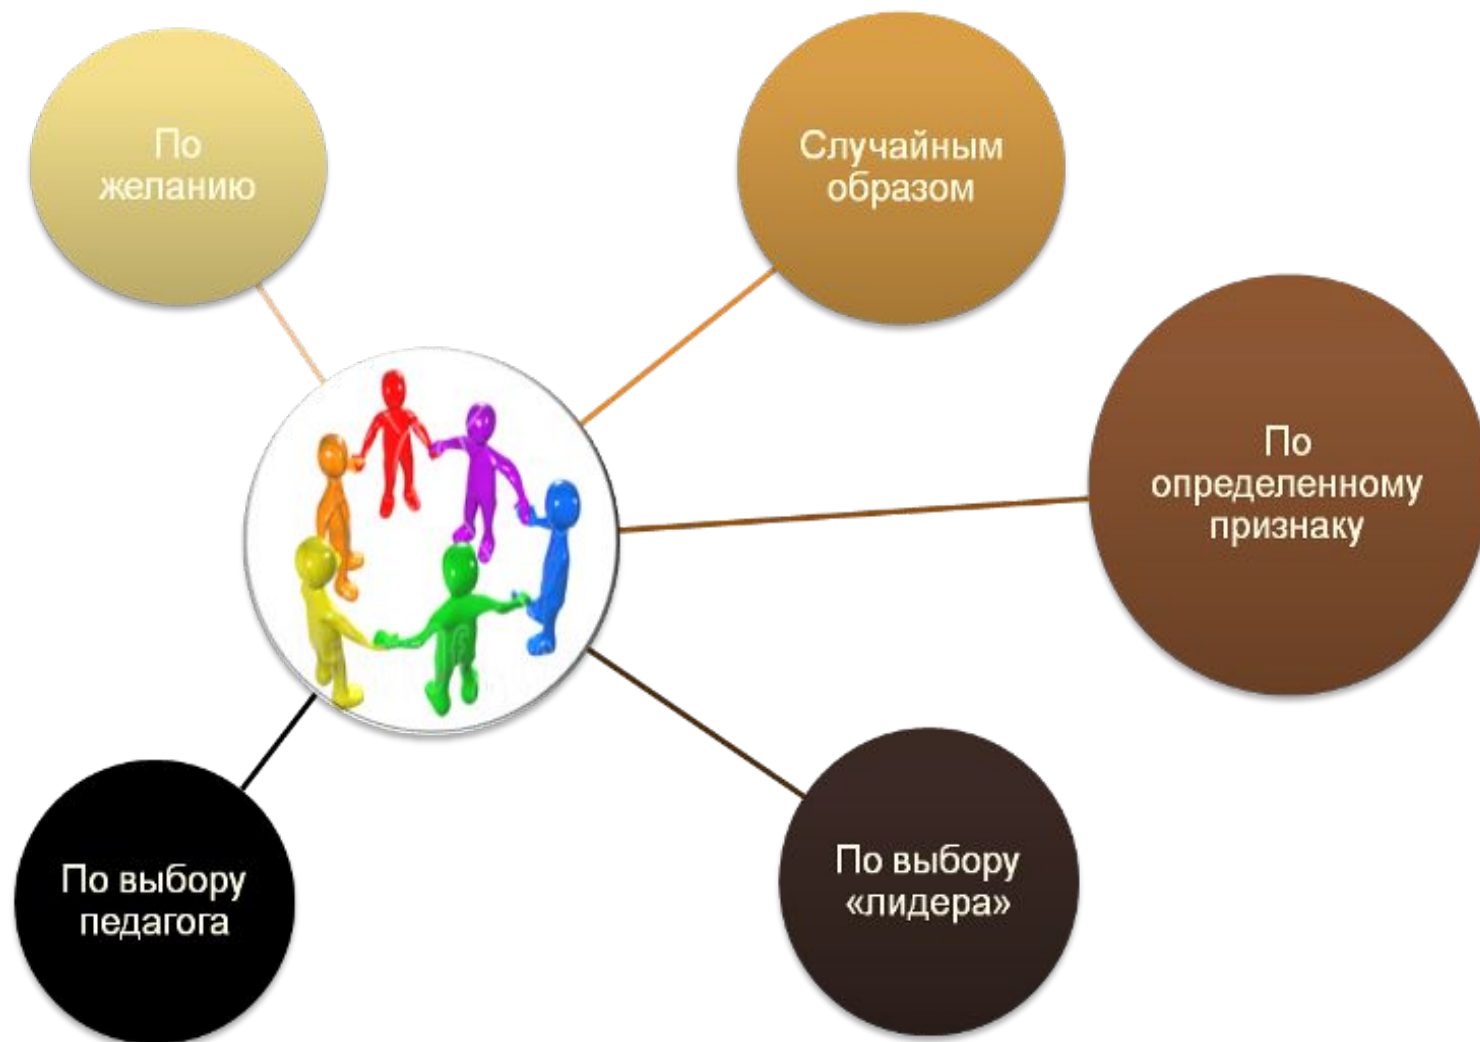 По
желанию
Случайным
образом
По
определенному
признаку
По выбору
«лидера»
По выбору
педагога